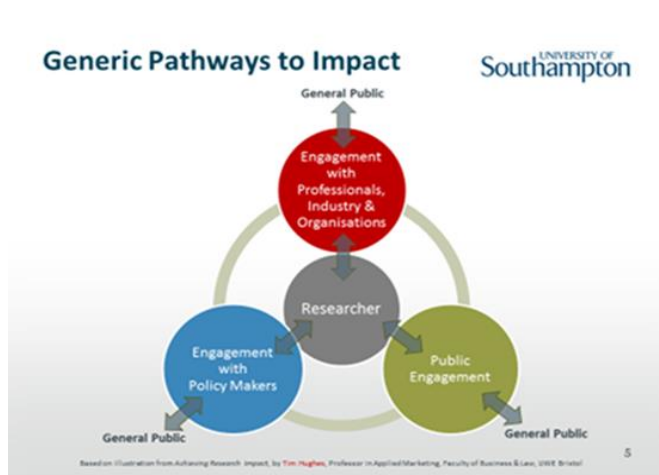 Generic Pathways to Impact
UNIVERSITY OF
Southampton
General Public
Engagement
with
Professionals,
Industry &
Organisations
Researcher
Engagement
with
Policy Makers
Public
Engagement
General Public
General Public
5
Based on illustration from Achieving Research Impact, by Tim Hughes, Professor in Applied Marketing, Faculty of Business & Law, UWE Bristol